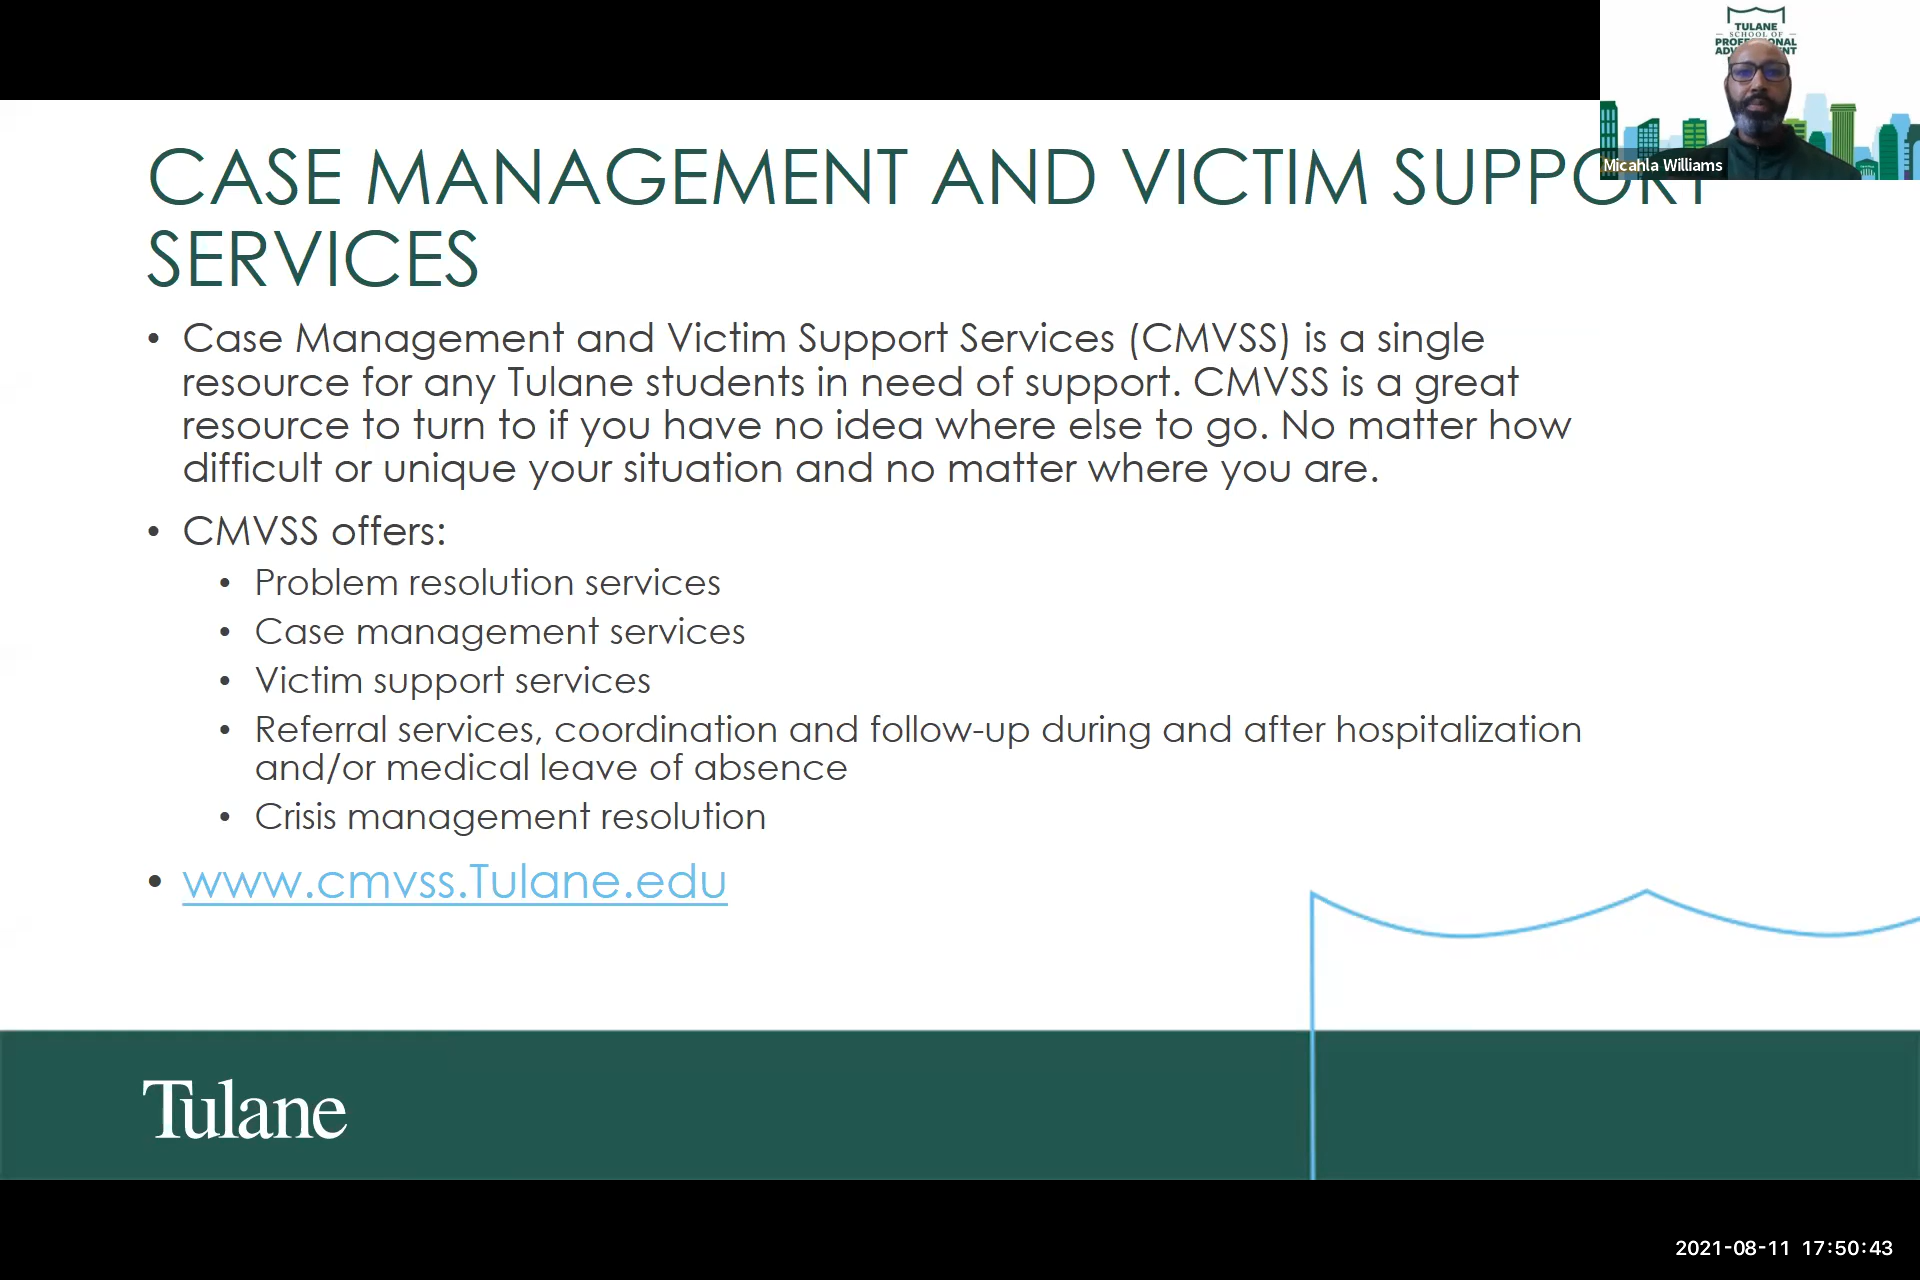 TULANE
SCHOOL OF
Micahla Williams
CASE MANAGEMENT AND VICTIM SUPPORT
SERVICES
• Case Management and Victim Support Services (CMVSS) is a single
resource for any Tulane students in need of support. CMVSS is a great
resource to turn to if you have no idea where else to go. No matter how
difficult or unique your situation and no matter where you are.
• CMVSS offers:
• Problem resolution services
• Case management services
• Victim support services
• Referral services, coordination and follow-up during and after hospitalization
and/or medical leave of absence
• Crisis management resolution
• www.cmvss.Tulane.edu
Tulane
2021-08-11 17:50:43